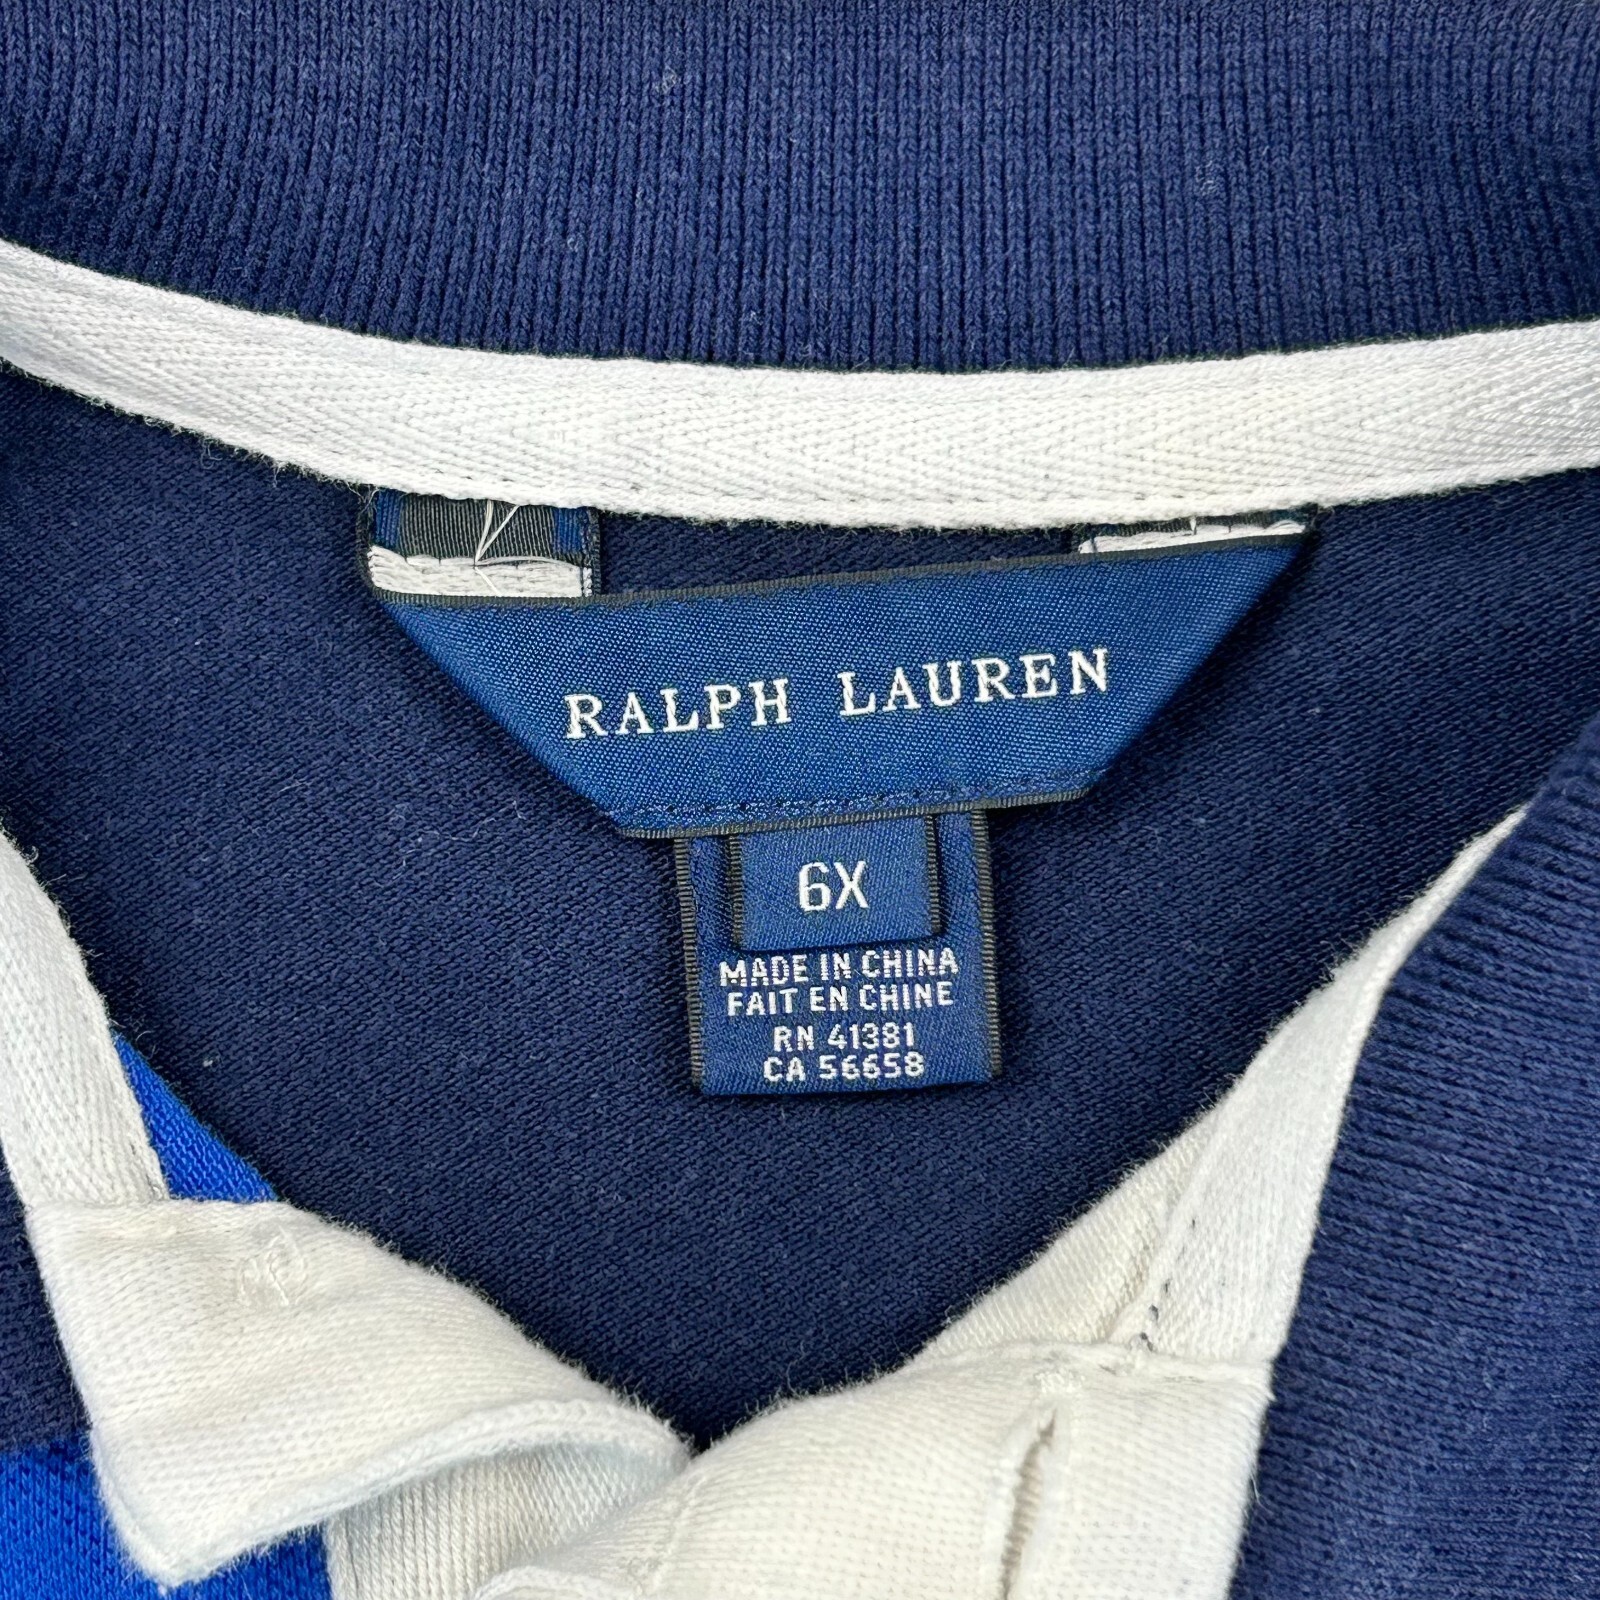 RALPH LAUREN
6X
MADE IN CHINA
FAIT EN CHINE
RN 41381
CA 56658